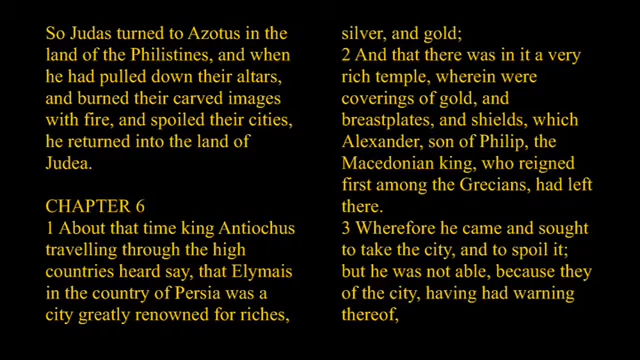 So Judas turned to Azotus in the
land of the Philistines, and when
he had pulled down their altars,
and burned their carved images
with fire, and spoiled their cities,
he returned into the land of
Judea.
CHAPTER 6
1 About that time king Antiochus
travelling through the high
countries heard say, that Elymais
in the country of Persia was a
city greatly renowned for riches,
silver, and gold;
2 And that there was in it a very
rich temple, wherein were
coverings of gold, and
breastplates, and shields, which
Alexander, son of Philip, the
Macedonian king, who reigned
first among the Grecians, had left
there.
3 Wherefore he came and sought
to take the city, and to spoil it;
but he was not able, because they
of the city, having had warning
thereof,